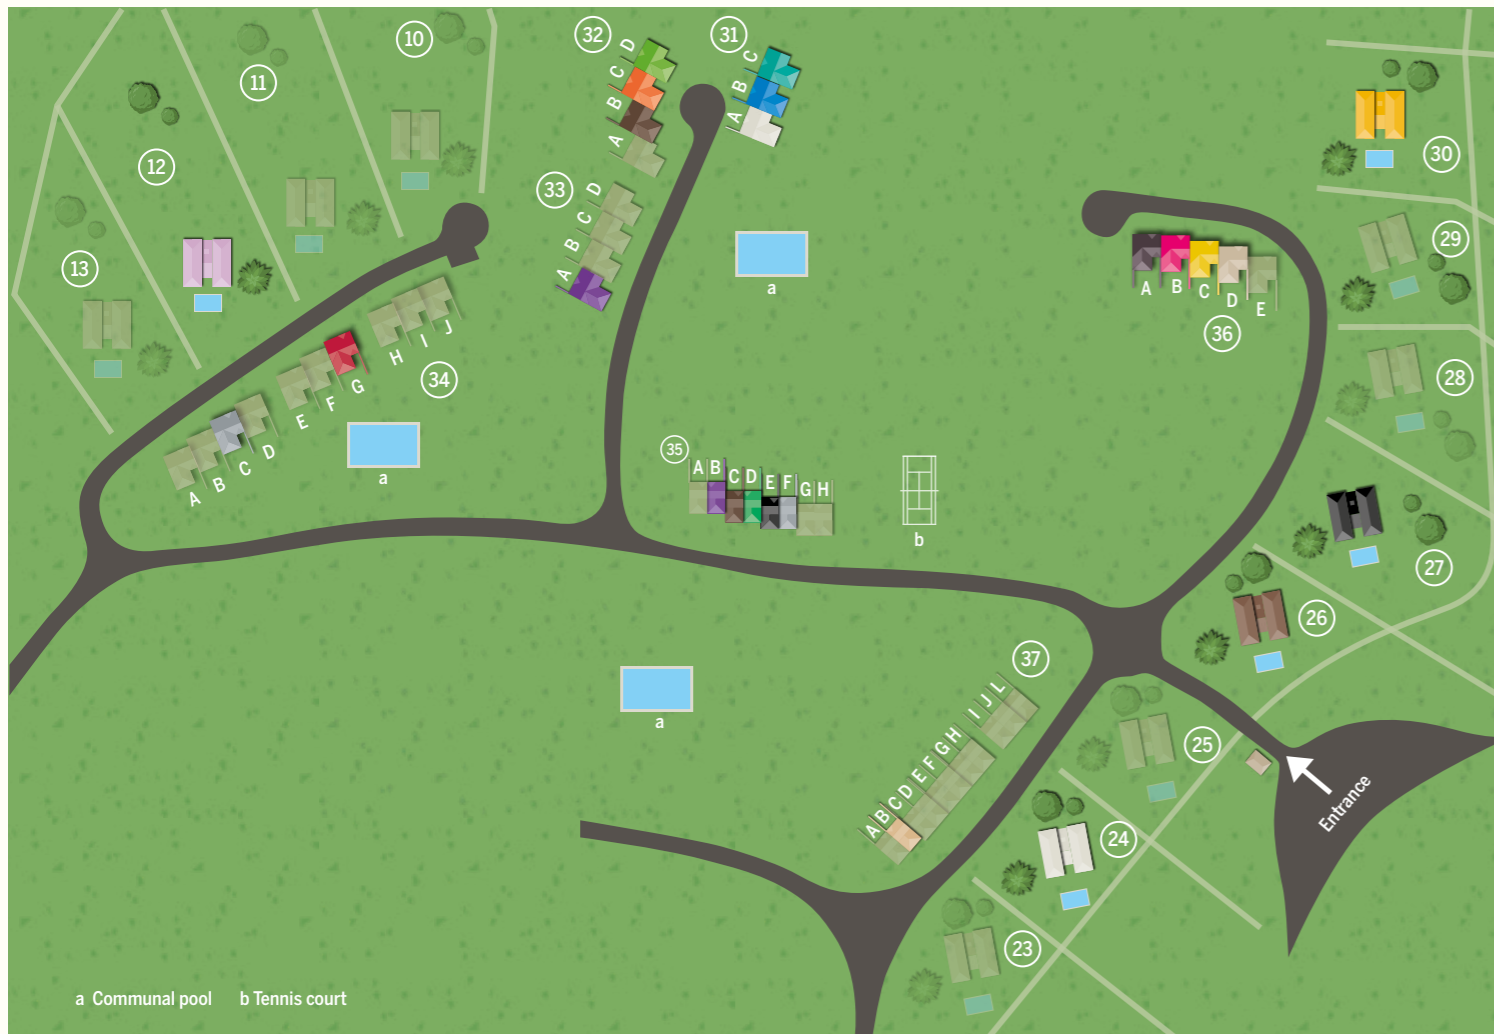 32
31
10
D
C
C
B
11
B
A
A
12
30
33
D
C
B
A
13
29
a
A
B
C
D
E
36
H
I
J
34
28
G
F
E
D
C
B
A
a
35
A
B
C
D
E
F
G
H
b
27
26
37
L
J
I
H
G
F
E
D
C
B
A
a
25
Entrance
24
23
a Communal pool
b Tennis court